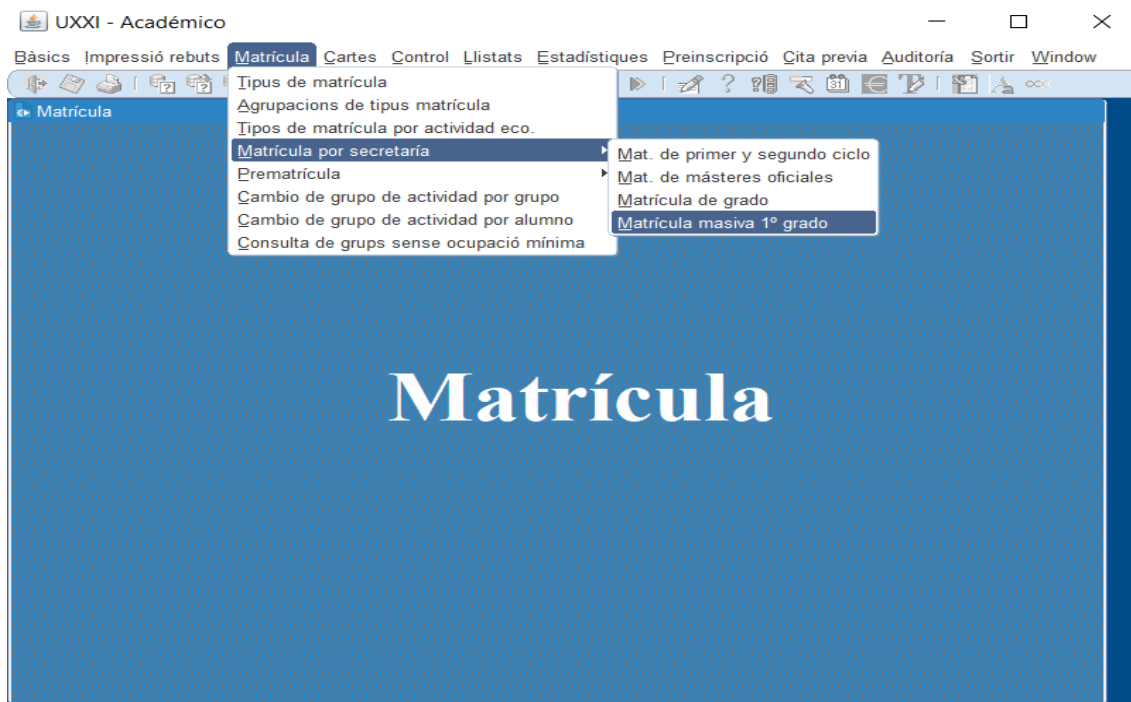 UXXI - Académico
Bàsics Impressió rebuts Matrícula Cartes Control Llistats Estadístiques Preinscripció Cita previa Auditoría Sortir Window
Matrícula
Tipus de matrícula
Agrupacions de tipus matrícula
Tipos de matrícula por actividad eco.
Matrícula por secretaría
Prematrícula
Cambio de grupo de actividad por grupo
Cambio de grupo de actividad por alumno
Consulta de grups sense ocupació mínima
Mat. de primer y segundo ciclo
Mat. de másteres oficiales
Matrícula de grado
Matrícula masiva 1º grado
Matrícula